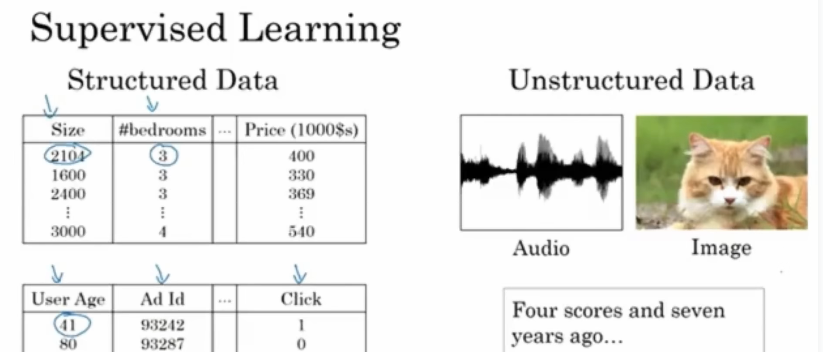 Supervised Learning
Structured Data
Size #bedrooms ... Price (1000$s)
2104 3 400
1600 3 330
2400 3 369
⋮ ⋮ ⋮
3000 4 540
User Age Ad Id ... Click
41 93242 1
80 93287 0
Unstructured Data
Audio
Image
Four scores and seven
years ago...